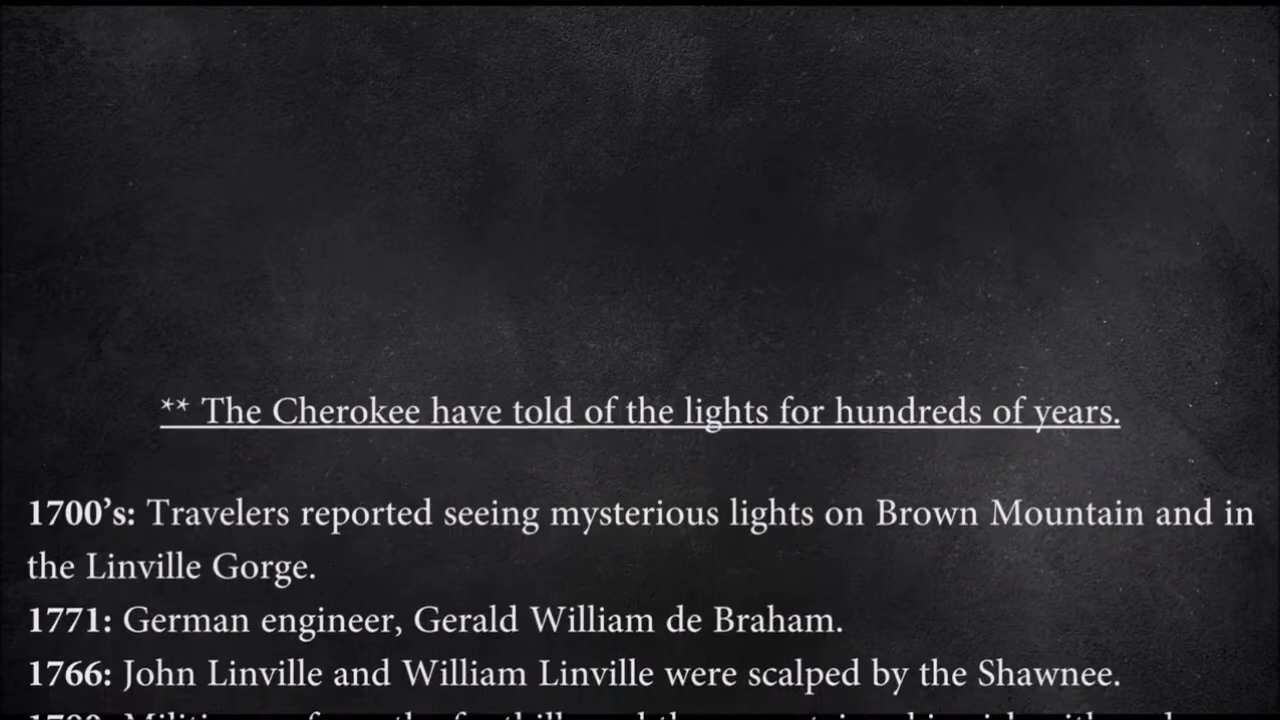 ** The Cherokee have told of the lights for hundreds of years.
1700’s: Travelers reported seeing mysterious lights on Brown Mountain and in
the Linville Gorge.
1771: German engineer, Gerald William de Braham.
1766: John Linville and William Linville were scalped by the Shawnee.